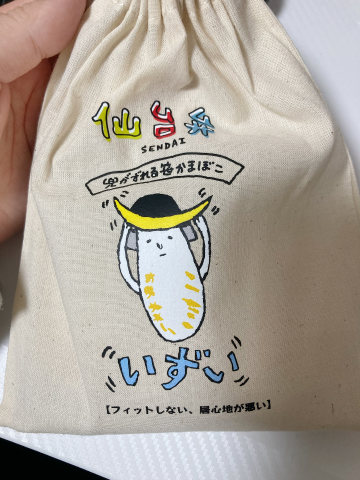 仙台弁
SENDAI
兜がずれる笹かまぼこ
いずい
【フィットしない、居心地が悪い】